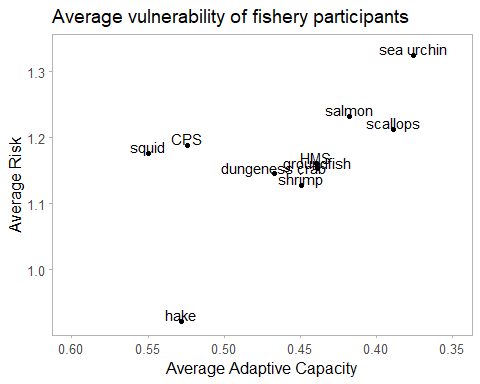 Average vulnerability of fishery participants
sea urchin
1.3
salmon
scallops
1.2
CPS
squid
HMS
groundfish
dungeness crab
shrimp
1.1
1.0
hake
Average Risk
0.60 0.55 0.50 0.45 0.40 0.35
Average Adaptive Capacity